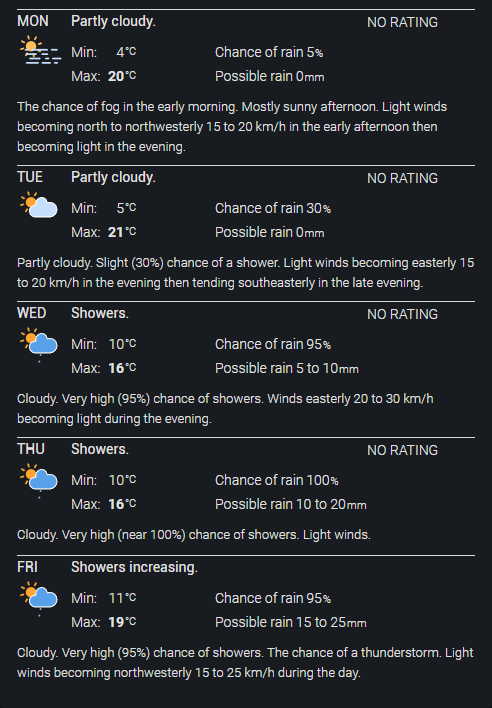 MON Partly cloudy. NO RATING
Min: 4°C Chance of rain 5%
Max: 20°C Possible rain 0mm
The chance of fog in the early morning. Mostly sunny afternoon. Light winds
becoming north to northwesterly 15 to 20 km/h in the early afternoon then
becoming light in the evening.
TUE Partly cloudy. NO RATING
Min: 5°C Chance of rain 30%
Max: 21°C Possible rain 0mm
Partly cloudy. Slight (30%) chance of a shower. Light winds becoming easterly 15
to 20 km/h in the evening then tending southeasterly in the late evening.
WED Showers. NO RATING
Min: 10°C Chance of rain 95%
Max: 16°C Possible rain 5 to 10mm
Cloudy. Very high (95%) chance of showers. Winds easterly 20 to 30 km/h
becoming light during the evening.
THU Showers. NO RATING
Min: 10°C Chance of rain 100%
Max: 16°C Possible rain 10 to 20mm
Cloudy. Very high (near 100%) chance of showers. Light winds.
FRI Showers increasing.
Min: 11°C Chance of rain 95%
Max: 19°C Possible rain 15 to 25mm
Cloudy. Very high (95%) chance of showers. The chance of a thunderstorm. Light
winds becoming northwesterly 15 to 25 km/h during the day.